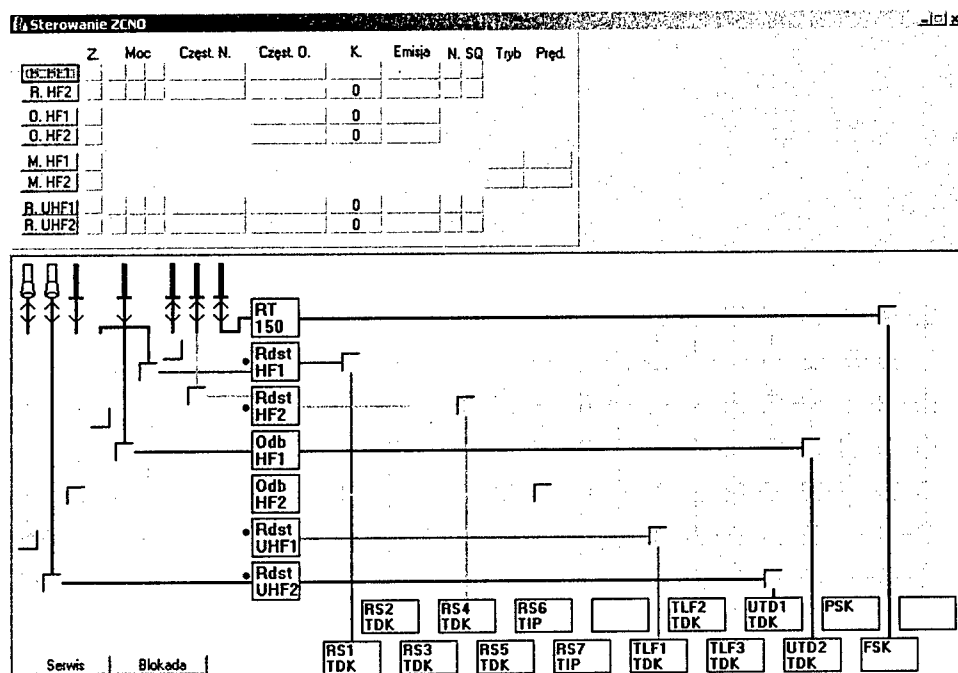 Sterowanie ZCNO
Z. Moc Częst. N. Częst. O. K. Emisja N. SQ Tryb Pręd.
R. HF2 0
O. HF1 0
O. HF2 0
M. HF1
M. HF2
R. UHF1 0
R. UHF2 0
RT
150
Rdst
HF1
Rdst
HF2
Odb
HF1
Odb
HF2
Rdst
UHF1
Rdst
UHF2
RS2 RS4 RS6 TLF2 UTD1 PSK
TDK TDK TIP TDK TDK
RS1 RS3 RS5 RS7 TLF1 TLF3 UTD2 FSK
TDK TDK TDK TIP TDK TDK TDK
Serwis Blokada